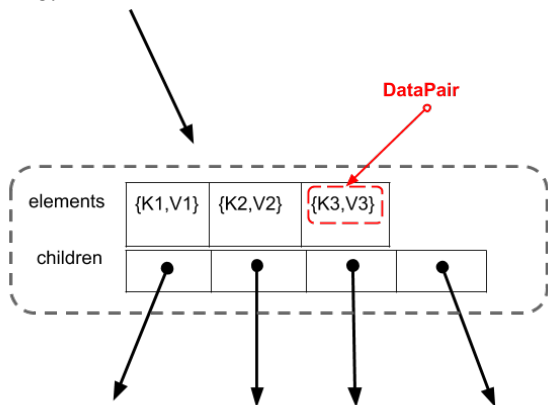 DataPair
elements {K1,V1} {K2,V2} {K3,V3}
children